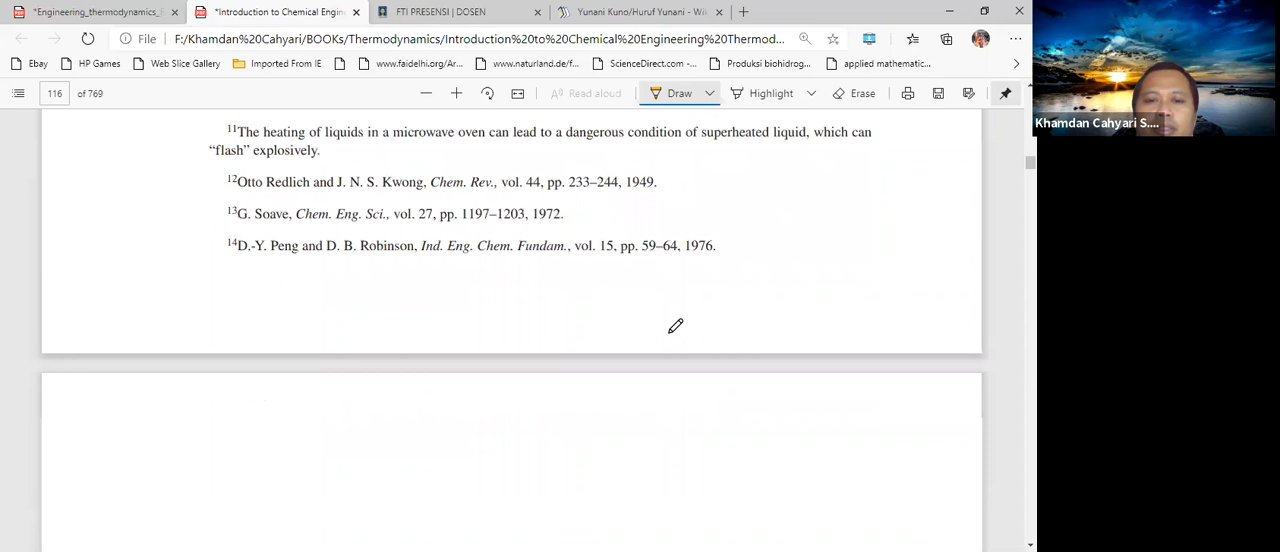 *Engineering_thermodynamics_
*Introduction to Chemical Engin
FTI PRESENSI | DOSEN
Yunani Kuno/Huruf Yunani - Wi
File
F:/Khamdan%20Cahyari/BOOKs/Thermodynamics/Introduction%20to%20Chemical%20Engineering%20Thermod...
Ebay
HP Games
Web Slice Gallery
Imported From IE
www.faidelha.org/Ar...
www.naturland.de/f...
ScienceDirect.com -...
Produksi biohidrog...
applied mathematic...
116 of 769
Read aloud
Draw
Highlight
Erase
11The heating of liquids in a microwave oven can lead to a dangerous condition of superheated liquid, which can
“flash” explosively.
12Otto Redlich and J. N. S. Kwong, Chem. Rev., vol. 44, pp. 233–244, 1949.
13G. Soave, Chem. Eng. Sci., vol. 27, pp. 1197–1203, 1972.
14D.-Y. Peng and D. B. Robinson, Ind. Eng. Chem. Fundam., vol. 15, pp. 59–64, 1976.
Khamdan Cahyari S....